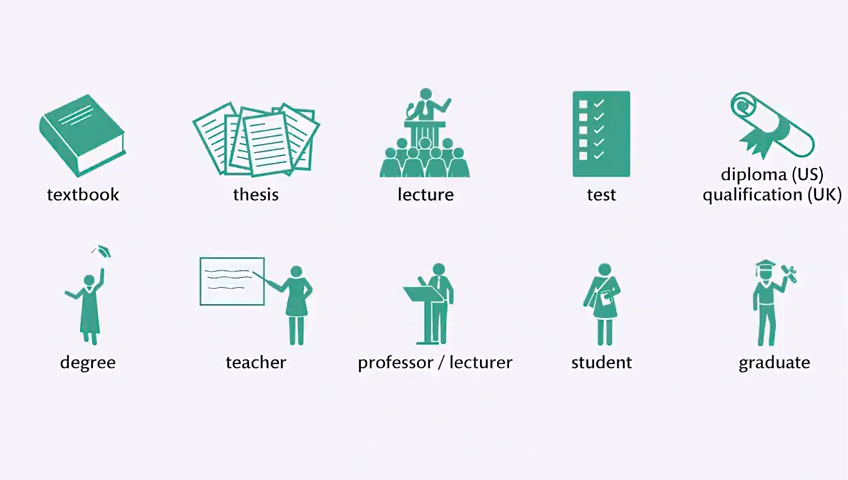 textbook
thesis
lecture
test
diploma (US)
qualification (UK)
degree
teacher
professor / lecturer
student
graduate